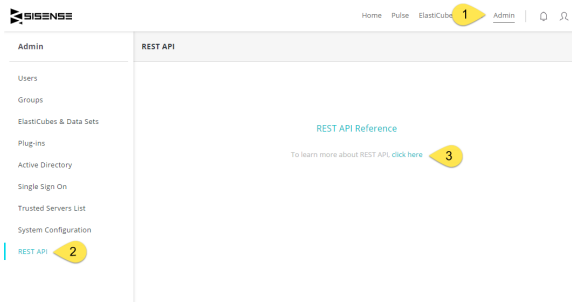 SISENSE
Home Pulse ElastiCube 1 Admin
Admin
REST API
Users
Groups
ElastiCubes & Data Sets
Plug-ins
Active Directory
Single Sign On
Trusted Servers List
System Configuration
REST API 2
REST API Reference
To learn more about REST API, click here 3